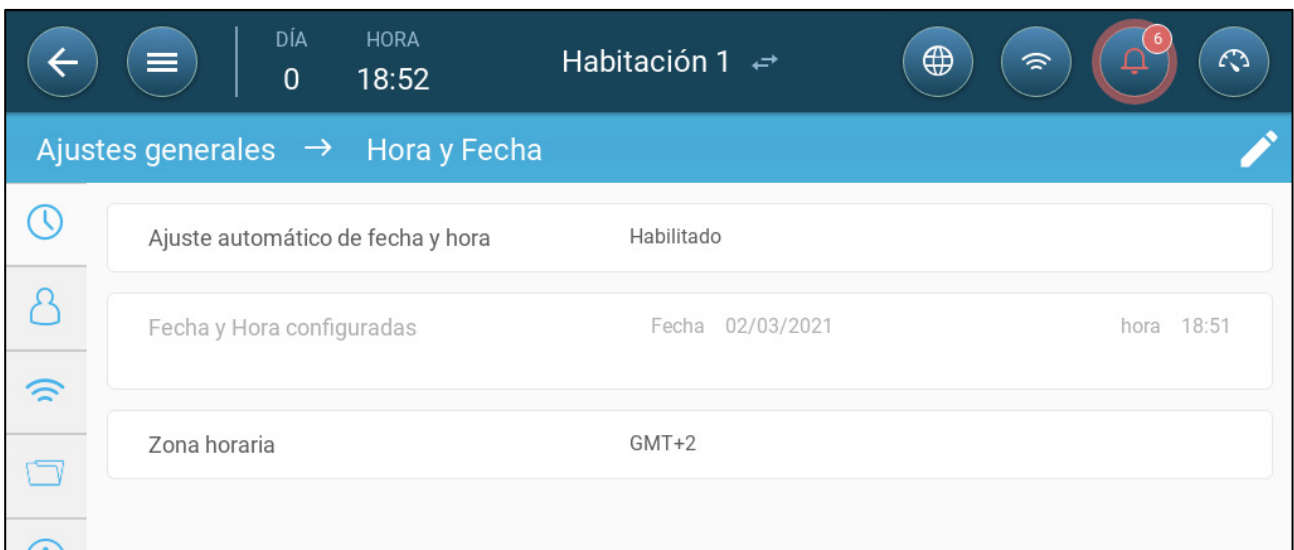 DÍA HORA
0 18:52 Habitación 1 6
Ajustes generales → Hora y Fecha
Ajuste automático de fecha y hora Habilitado
Fecha y Hora configuradas Fecha 02/03/2021 hora 18:51
Zona horaria GMT+2